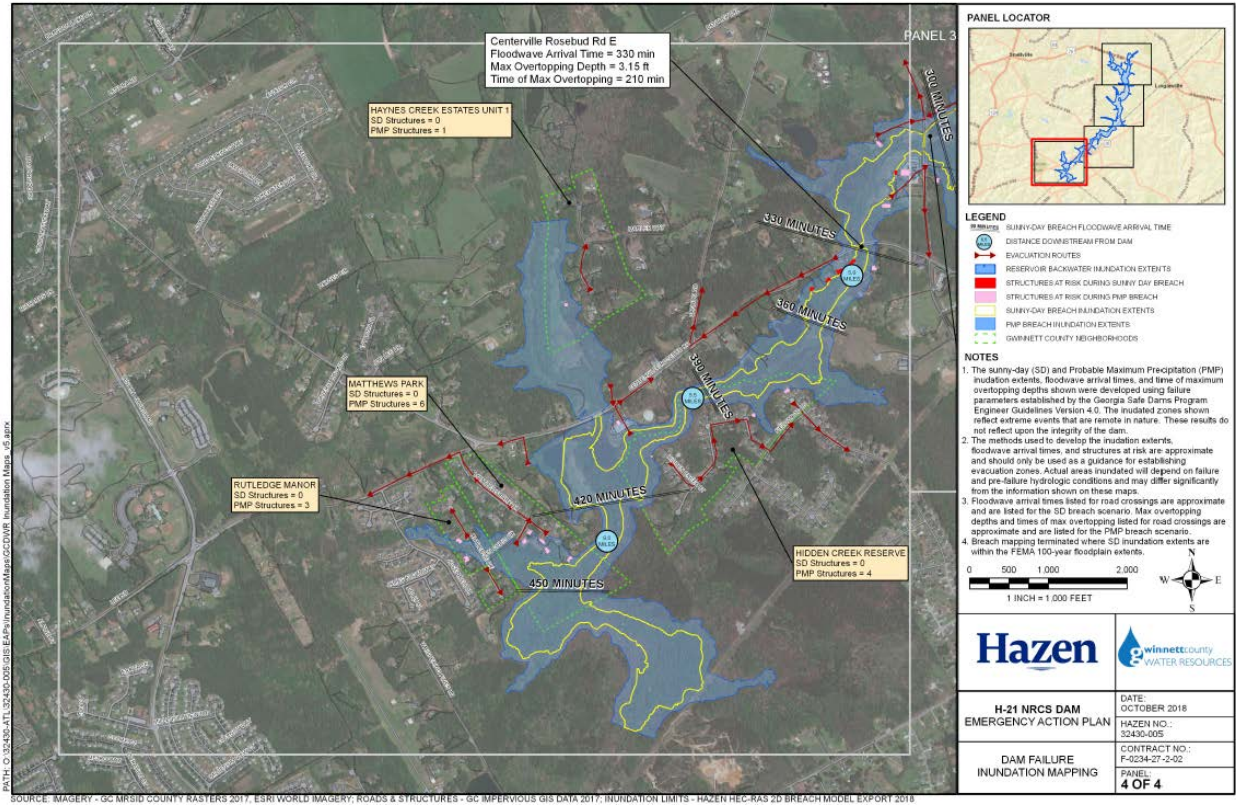 PANEL 3
Centerville Rosebud Rd E
Floodwave Arrival Time = 330 min
Max Overtopping Depth = 3.15 ft
Time of Max Overtopping = 210 min
300 MINUTES
HAYNES CREEK ESTATES UNIT 1
SD Structures = 0
PMP Structures = 1
330 MINUTES
360 MINUTES
390 MINUTES
MATTHEWS PARK
SD Structures = 0
PMP Structures = 6
420 MINUTES
RUTLEDGE MANOR
SD Structures = 0
PMP Structures = 3
HIDDEN CREEK RESERVE
SD Structures = 0
PMP Structures = 4
450 MINUTES
PANEL LOCATOR
LEGEND
SUNNY-DAY BREACH FLOODWAVE ARRIVAL TIME
DISTANCE DOWNSTREAM FROM DAM
EVACUATION ROUTES
RESERVOIR BACKWATER INUNDATION EXTENTS
STRUCTURES AT RISK DURING SUNNY DAY BREACH
STRUCTURES AT RISK DURING PMP BREACH
SUNNY-DAY BREACH INUNDATION EXTENTS
PMP BREACH INUNDATION EXTENTS
GWINNETT COUNTY NEIGHBORHOODS
NOTES
1. The sunny-day (SD) and Probable Maximum Precipitation (PMP)
inudation extents, floodwave arrival times, and time of maximum
overtopping depths shown were developed using failure
parameters established by the Georgia Safe Dams Program
Engineer Guidelines Version 4.0. The inudated zones shown
reflect extreme events that are remote in nature. These results do
not reflect upon the integrity of the dam.
2. The methods used to develop the inudation extents,
floodwave arrival times, and structures at risk are approximate
and should only be used as a guidance for establishing
evacuation zones. Actual areas inundated will depend on failure
and pre-failure hydrologic conditions and may differ significantly
from the information shown on these maps.
3. Floodwave arrival times listed for road crossings are approximate
and are listed for the SD breach scenario. Max overtopping
depths and times of max overtopping listed for road crossings are
approximate and are listed for the PMP breach scenario.
4. Breach mapping terminated where SD inundation extents are
within the FEMA 100-year floodplain extents.
0 500 1,000 2,000
1 INCH = 1,000 FEET
N
W E
S
Hazen
gwinnettcounty
WATER RESOURCES
H-21 NRCS DAM
EMERGENCY ACTION PLAN
DATE:
OCTOBER 2018
HAZEN NO.:
32430-005
DAM FAILURE
INUNDATION MAPPING
CONTRACT NO.:
F-0234-27-2-02
PANEL:
4 OF 4
SOURCE: IMAGERY - GC MRSID COUNTY RASTERS 2017, ESRI WORLD IMAGERY; ROADS & STRUCTURES - GC IMPERVIOUS GIS DATA 2017; INUNDATION LIMITS - HAZEN HEC-RAS 2D BREACH MODEL EXPORT 2018